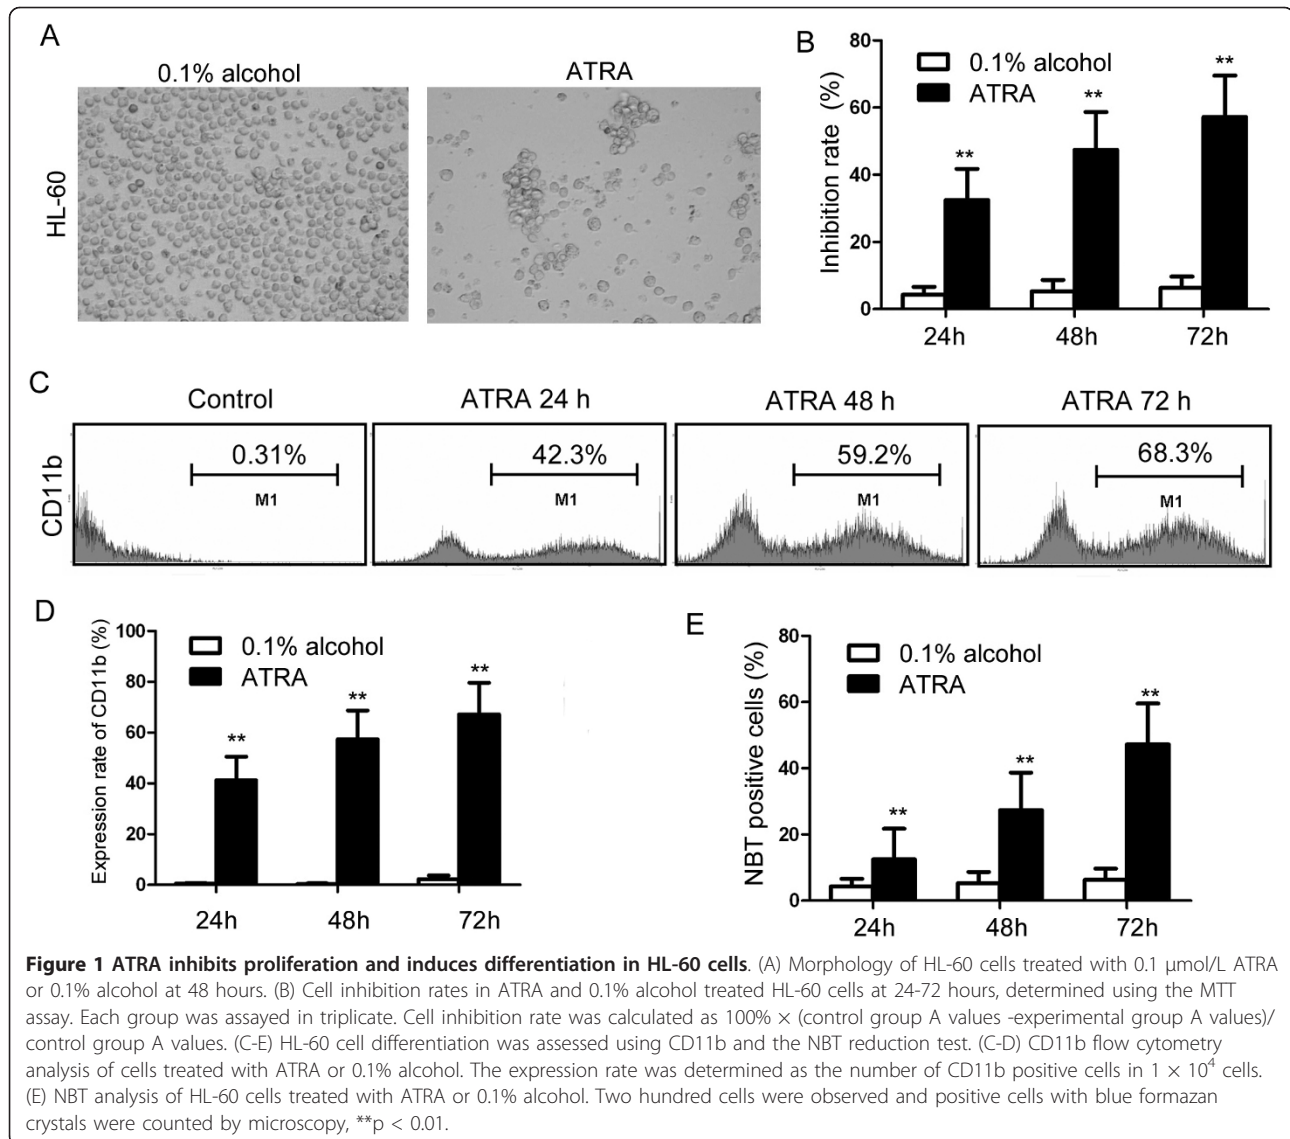 A
0.1% alcohol
ATRA
HL-60
B
Inhibition rate (%)
80
60
40
20
0
0.1% alcohol
ATRA
**
**
**
24h
48h
72h
C
Control
ATRA 24 h
ATRA 48 h
ATRA 72 h
CD11b
0.31%
M1
42.3%
M1
59.2%
M1
68.3%
M1
D
Expression rate of CD11b (%)
100
80
60
40
20
0
0.1% alcohol
ATRA
**
**
**
24h
48h
72h
E
NBT positive cells (%)
80
60
40
20
0
0.1% alcohol
ATRA
**
**
**
24h
48h
72h
Figure 1 ATRA inhibits proliferation and induces differentiation in HL-60 cells. (A) Morphology of HL-60 cells treated with 0.1 μmol/L ATRA
or 0.1% alcohol at 48 hours. (B) Cell inhibition rates in ATRA and 0.1% alcohol treated HL-60 cells at 24-72 hours, determined using the MTT
assay. Each group was assayed in triplicate. Cell inhibition rate was calculated as 100% × (control group A values -experimental group A values)/
control group A values. (C-E) HL-60 cell differentiation was assessed using CD11b and the NBT reduction test. (C-D) CD11b flow cytometry
analysis of cells treated with ATRA or 0.1% alcohol. The expression rate was determined as the number of CD11b positive cells in 1 × 10⁴ cells.
(E) NBT analysis of HL-60 cells treated with ATRA or 0.1% alcohol. Two hundred cells were observed and positive cells with blue formazan
crystals were counted by microscopy, **p < 0.01.